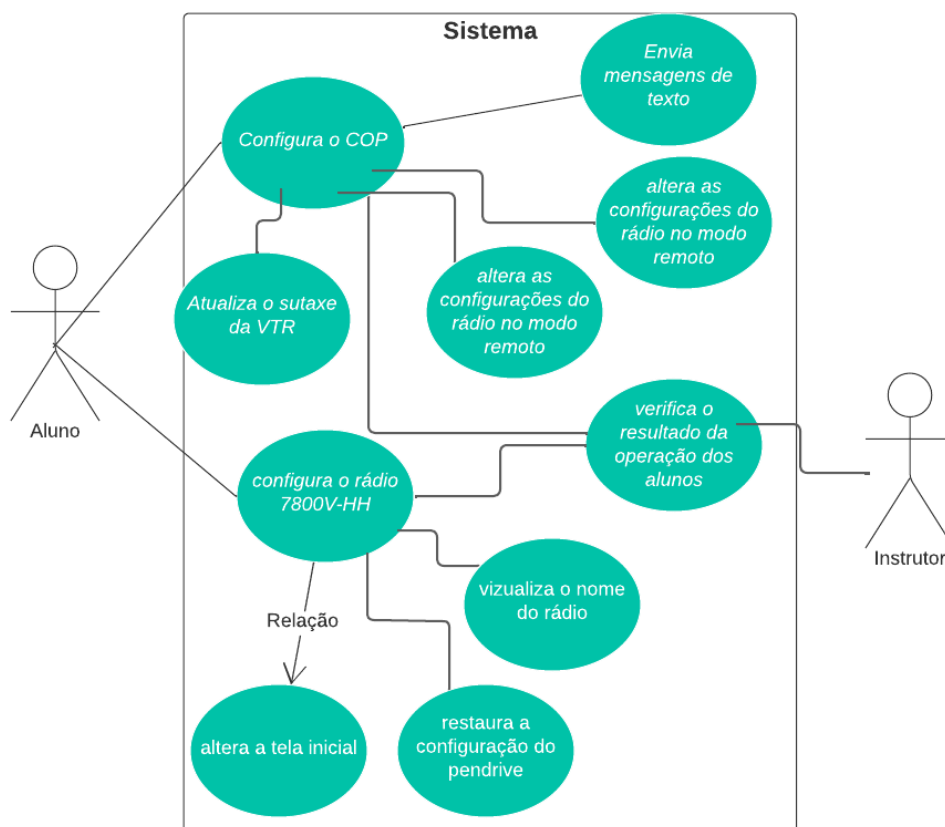 Sistema
Envia
mensagens de
texto
Configura o COP
altera as
configurações do
rádio no modo
remoto
Atualiza o sutaxe
da VTR
altera as
configurações do
rádio no modo
remoto
Aluno
verifica o
resultado da
operação dos
alunos
configura o rádio
7800V-HH
Instrutor
vizualiza o nome
do rádio
Relação
altera a tela inicial
restaura a
configuração do
pendrive